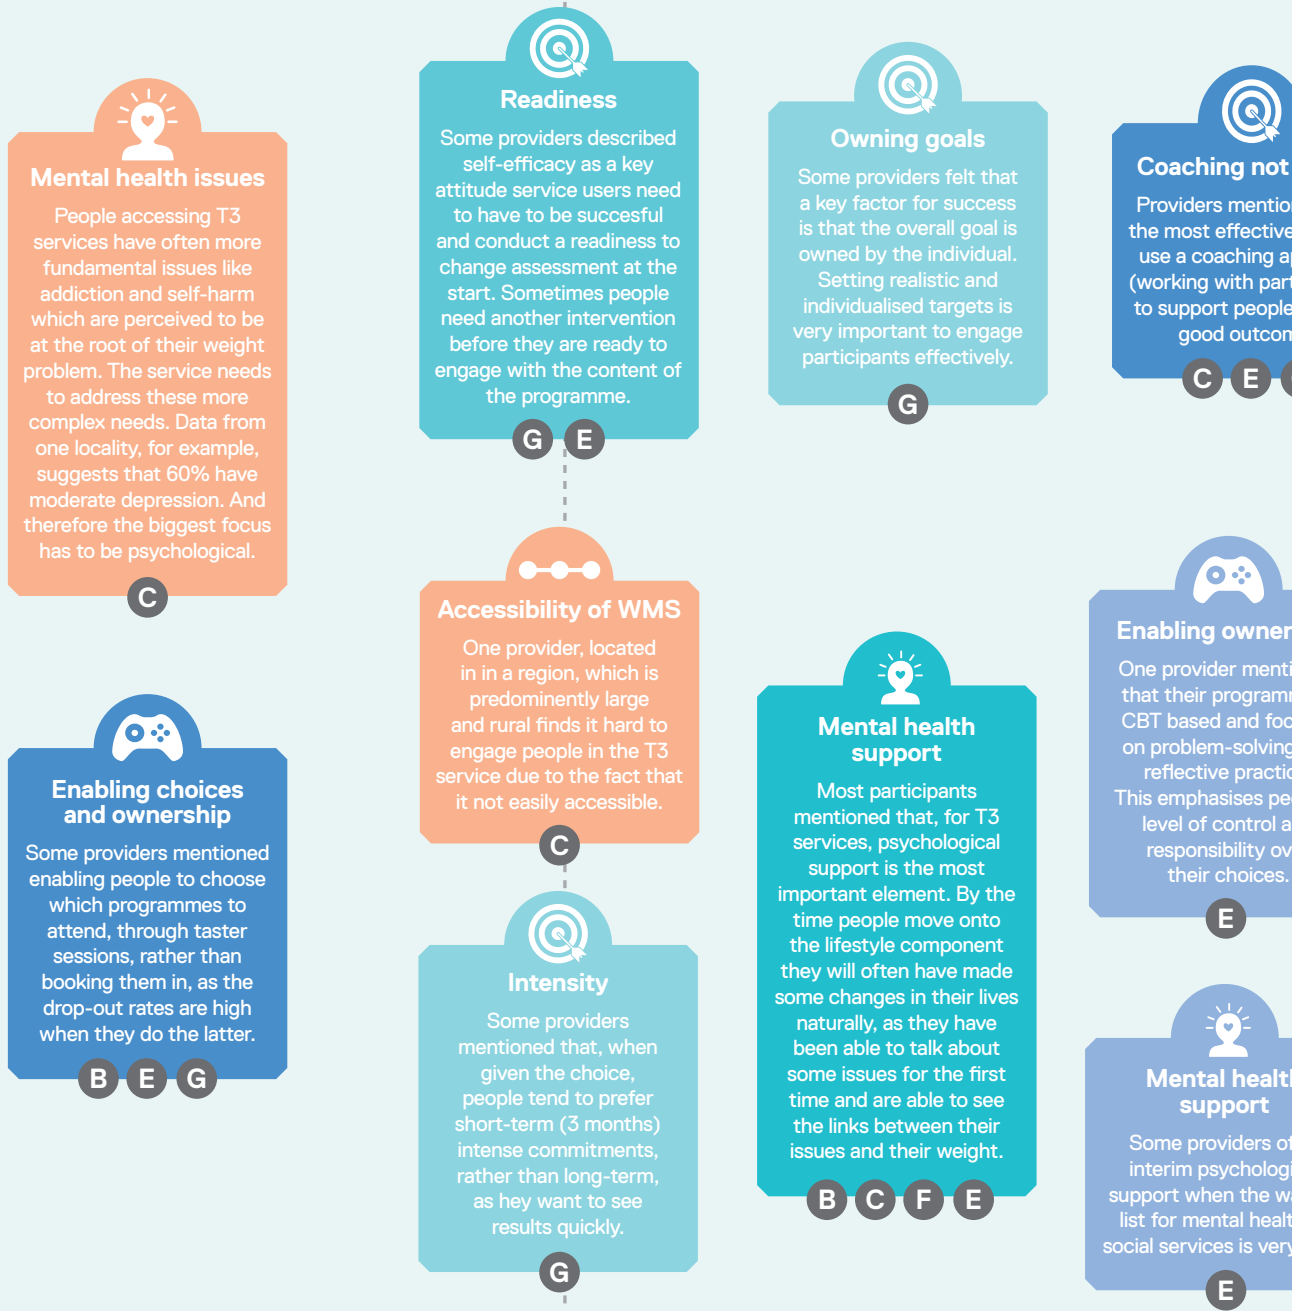 Mental health issues
People accessing T3
services have often more
fundamental issues like
addiction and self-harm
which are perceived to be
at the root of their weight
problem. The service needs
to address these more
complex needs. Data from
one locality, for example,
suggests that 60% have
moderate depression. And
therefore the biggest focus
has to be psychological.
C
Enabling choices
and ownership
Some providers mentioned
enabling people to choose
which programmes to
attend, through taster
sessions, rather than
booking them in, as the
drop-out rates are high
when they do the latter.
B E G
Readiness
Some providers described
self-efficacy as a key
attitude service users need
to have to be succesful
and conduct a readiness to
change assessment at the
start. Sometimes people
need another intervention
before they are ready to
engage with the content of
the programme.
G E
Accessibility of WMS
One provider, located
in in a region, which is
predominently large
and rural finds it hard to
engage people in the T3
service due to the fact that
it not easily accessible.
C
Intensity
Some providers
mentioned that, when
given the choice,
people tend to prefer
short-term (3 months)
intense commitments,
rather than long-term,
as hey want to see
results quickly.
G
Owning goals
Some providers felt that
a key factor for success
is that the overall goal is
owned by the individual.
Setting realistic and
individualised targets is
very important to engage
participants effectively.
G
Mental health
support
Most participants
mentioned that, for T3
services, psychological
support is the most
important element. By the
time people move onto
the lifestyle component
they will often have made
some changes in their lives
naturally, as they have
been able to talk about
some issues for the first
time and are able to see
the links between their
issues and their weight.
B C F E
Coaching not
Providers
the most effective
use a coaching
(working with
to support people
good
C E
Enabling
One provider
that their
CBT based and
on problem-solving
reflective
This emphasises
level of control
responsibility
their choices.
E
Mental
support
Some providers
interim
support when the
list for mental
social services is very
E